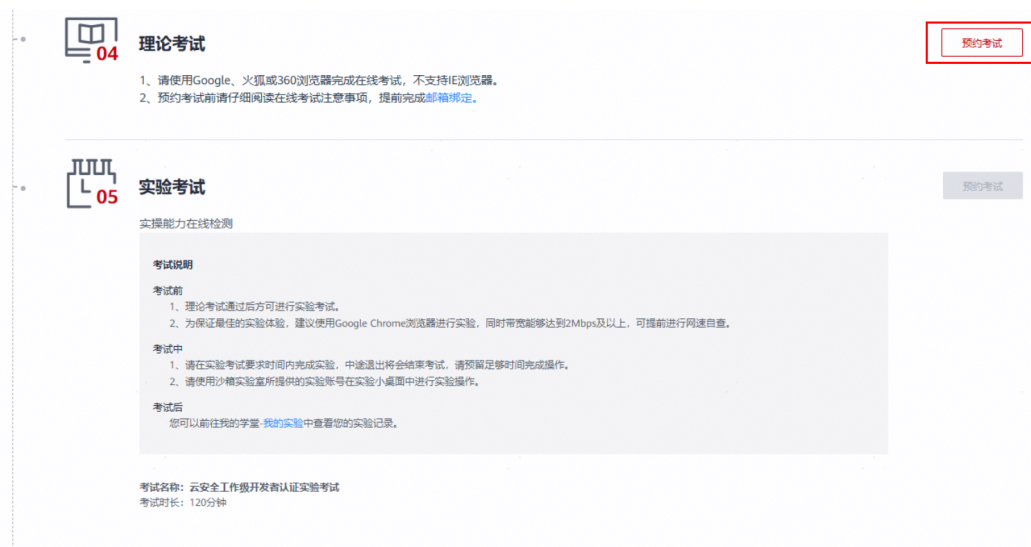 04
理论考试
预约考试
1、请使用Google、火狐或360浏览器完成在线考试，不支持IE浏览器。
2、预约考试前请仔细阅读在线考试注意事项，提前完成邮箱绑定。
05
实验考试
预约考试
实操能力在线检测
考试说明
考试前
1、理论考试通过后方可进行实验考试。
2、为保证最佳的实验体验，建议使用Google Chrome浏览器进行实验，同时带宽能够达到2Mbps及以上，可提前进行网速自查。
考试中
1、请在实验考试要求时间内完成实验，中途退出将会结束考试，请预留足够时间完成操作。
2、请使用沙箱实验室所提供的实验账号在实验小桌面中进行实验操作。
考试后
您可以前往我的学堂-我的实验中查看您的实验记录。
考试名称：云安全工作级开发者认证实验考试
考试时长：120分钟